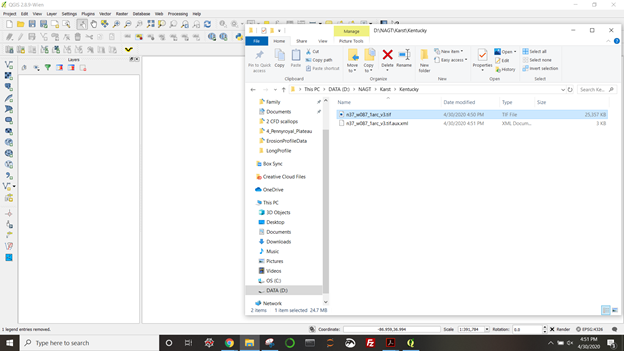 QGIS 2.8.9-Wien
Project Edit View Layer Settings Plugins Vector Raster Database Web Processing Help
Layers
1 legend entries removed.
Manage
D:\NAGT\Karst\Kentucky
File Home Share View Picture Tools
Pin to Quick access
Copy
Paste
Cut
Copy path
Paste shortcut
Move to
Copy to
Delete
Rename
New folder
New item
Easy access
Properties
Open
Edit
History
Select all
Select none
Invert selection
Clipboard
Organize
New
Open
Select
This PC > DATA (D:) > NAGT > Karst > Kentucky
Search Ke...
Name Date modified Type Size
n37_w087_1arc_v3.tif 4/30/2020 4:50 PM TIF File 25,337 KB
n37_w087_1arc_v3.tif.aux.xml 4/30/2020 4:51 PM XML Docum... 1 KB
Family
Documents
2 CFD scallops
4_Pennyroyal_Plateau
ErosionProfileData
LongProfile
Box Sync
Creative Cloud Files
OneDrive
This PC
3D Objects
Desktop
Documents
Downloads
Music
Pictures
Videos
OS (C:)
DATA (D:)
Network
2 items 1 item selected 24.7 MB
Coordinate: -86.959,36.994 Scale 1:391,784 Rotation: 0.0 Render EPSG:4326
Type here to search
4:51 PM
4/30/2020